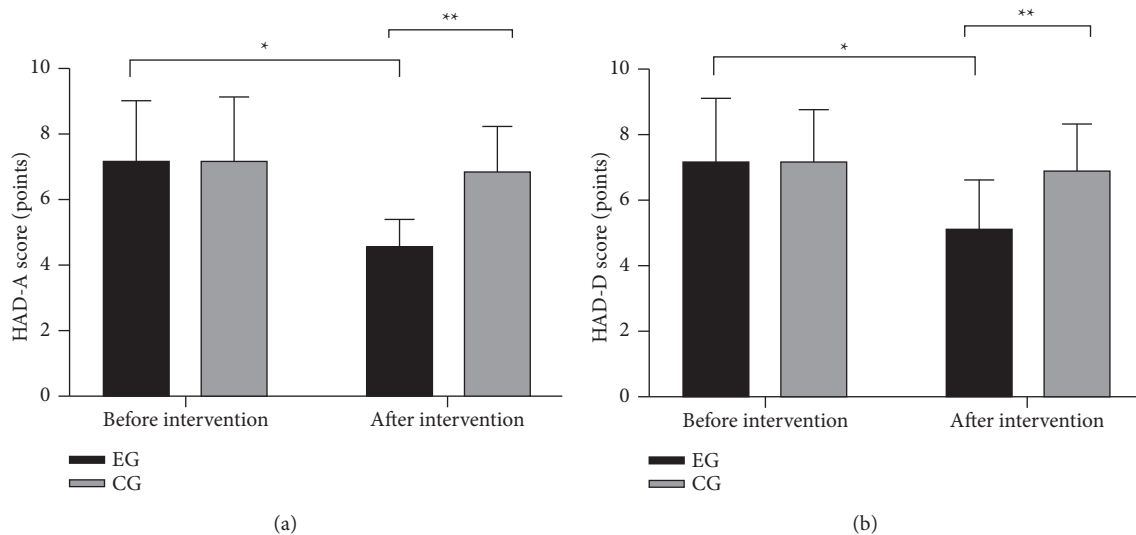 **
*
10
8
6
4
2
0
HAD-A score (points)
Before intervention
After intervention
EG
CG
(a)
**
*
10
8
6
4
2
0
HAD-D score (points)
Before intervention
After intervention
EG
CG
(b)